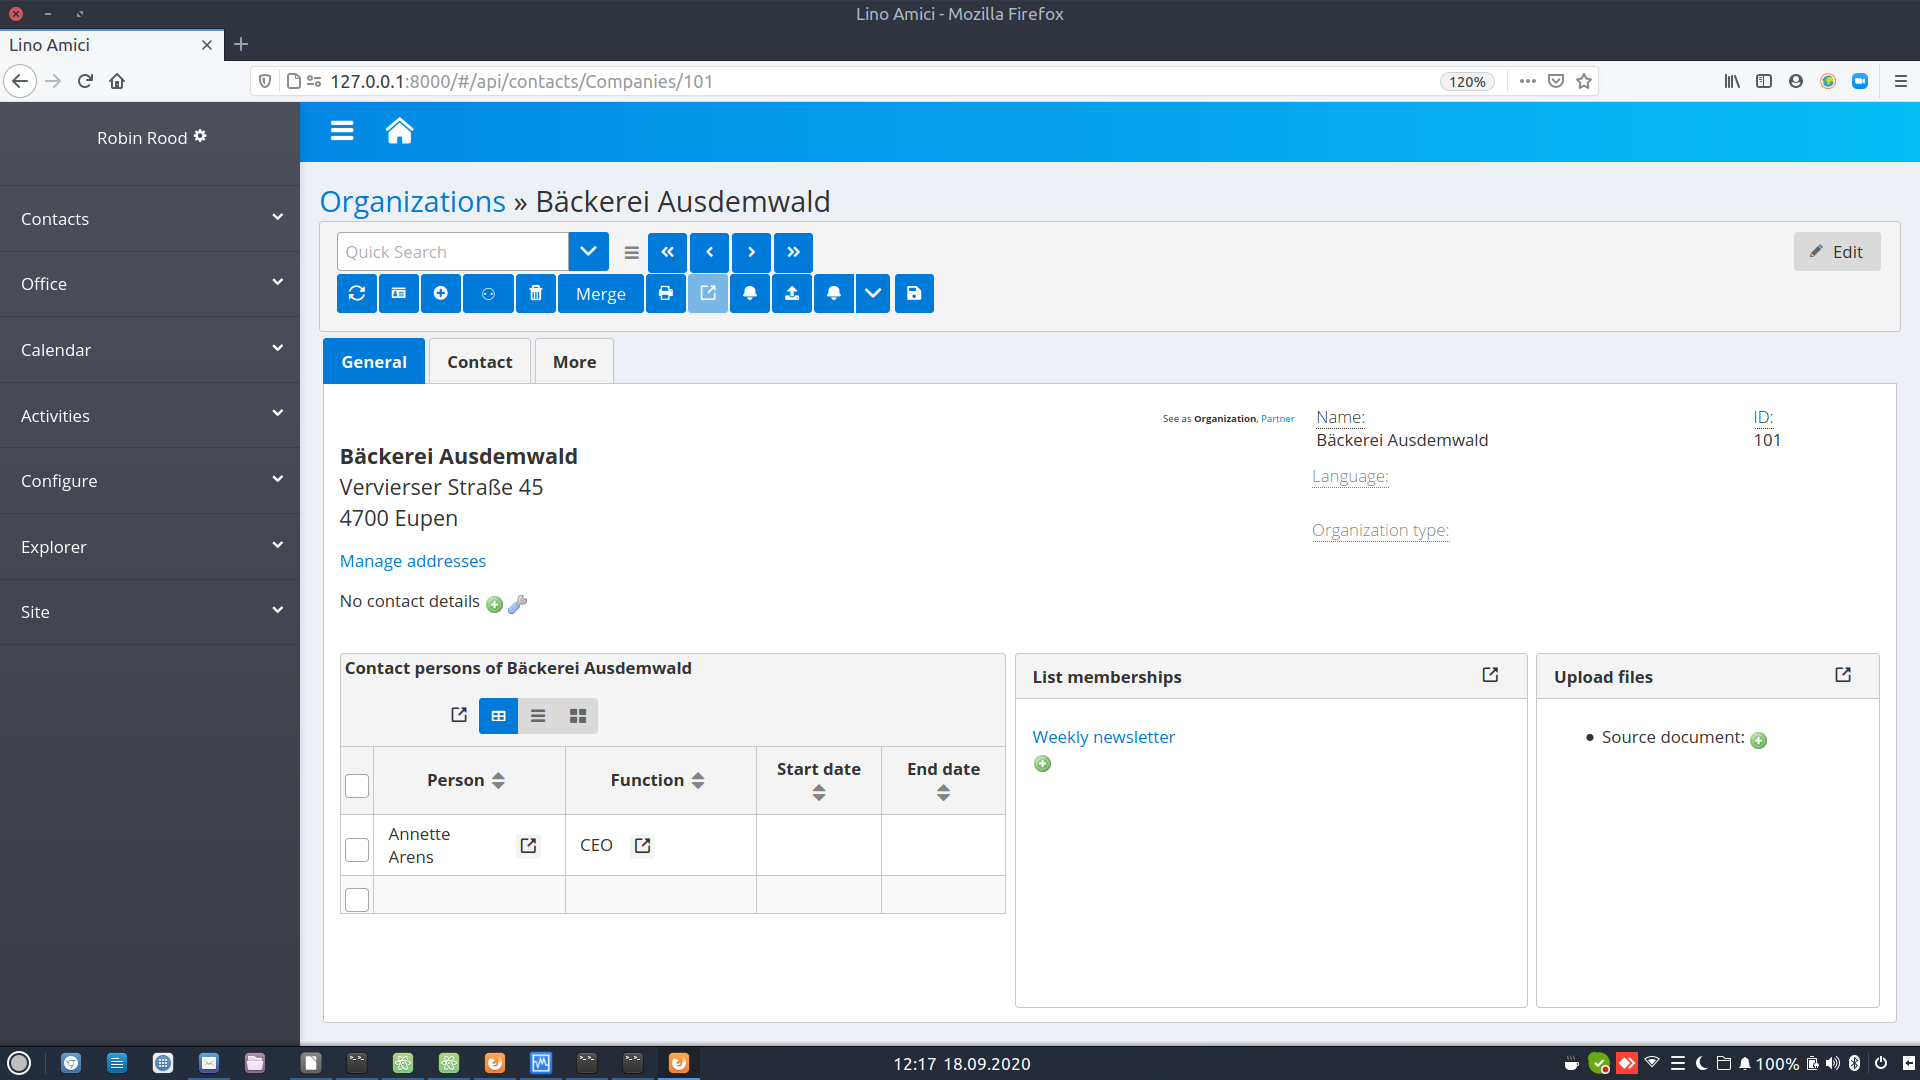 Lino Amici - Mozilla Firefox
Lino Amici
127.0.0.1:8000/#/api/contacts/Companies/101
120%
Robin Rood
Contacts
Office
Calendar
Activities
Configure
Explorer
Site
Organizations » Bäckerei Ausdemwald
Quick Search
Edit
Merge
General
Contact
More
See as Organization, Partner
Name:
Bäckerei Ausdemwald
ID:
101
Language:
Organization type:
Bäckerei Ausdemwald
Vervierser Straße 45
4700 Eupen
Manage addresses
No contact details
Contact persons of Bäckerei Ausdemwald
Person
Function
Start date
End date
Annette
Arens
CEO
List memberships
Weekly newsletter
Upload files
Source document:
12:17 18.09.2020
100%